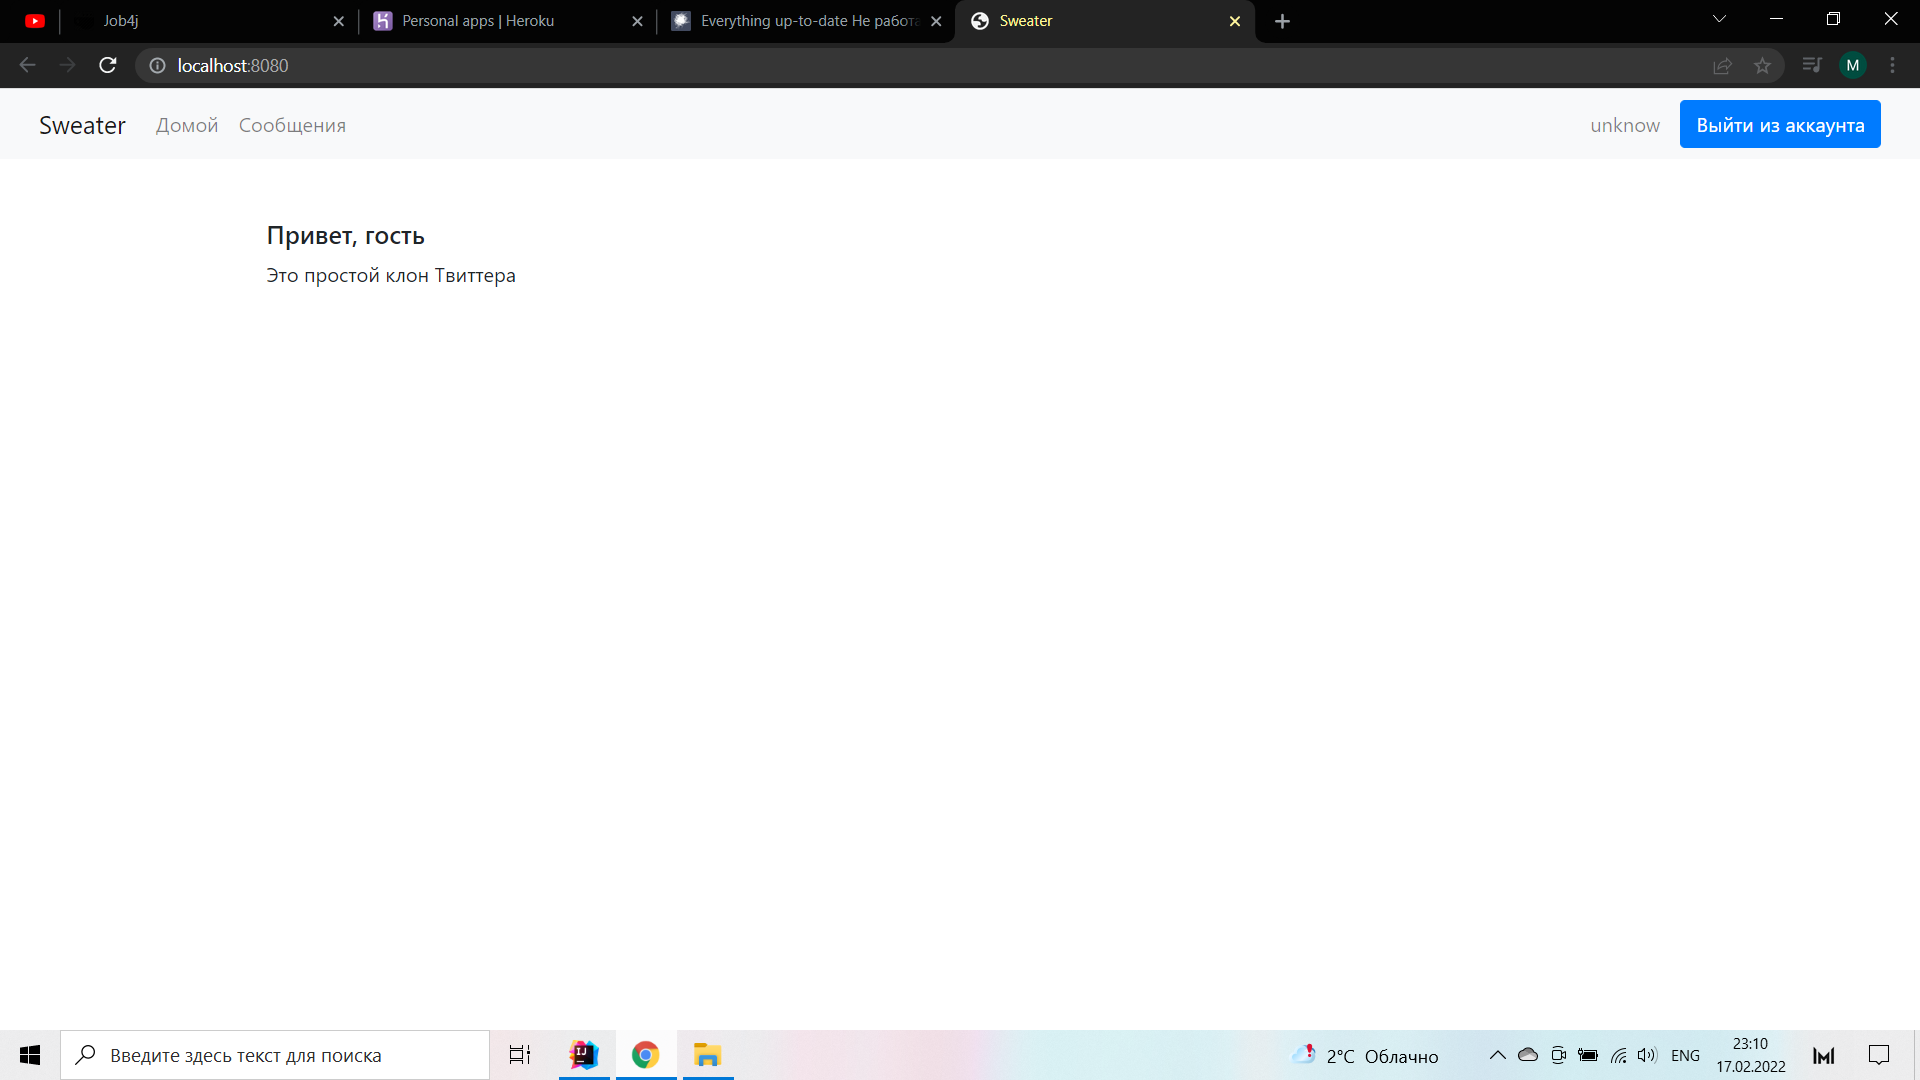 Job4j
Personal apps | Heroku
Everything up-to-date Не работа
Sweater
localhost:8080
M
Sweater
Домой
Сообщения
unknow
Выйти из аккаунта
Привет, гость
Это простой клон Твиттера
Введите здесь текст для поиска
2°C Облачно
ENG
23:10
17.02.2022